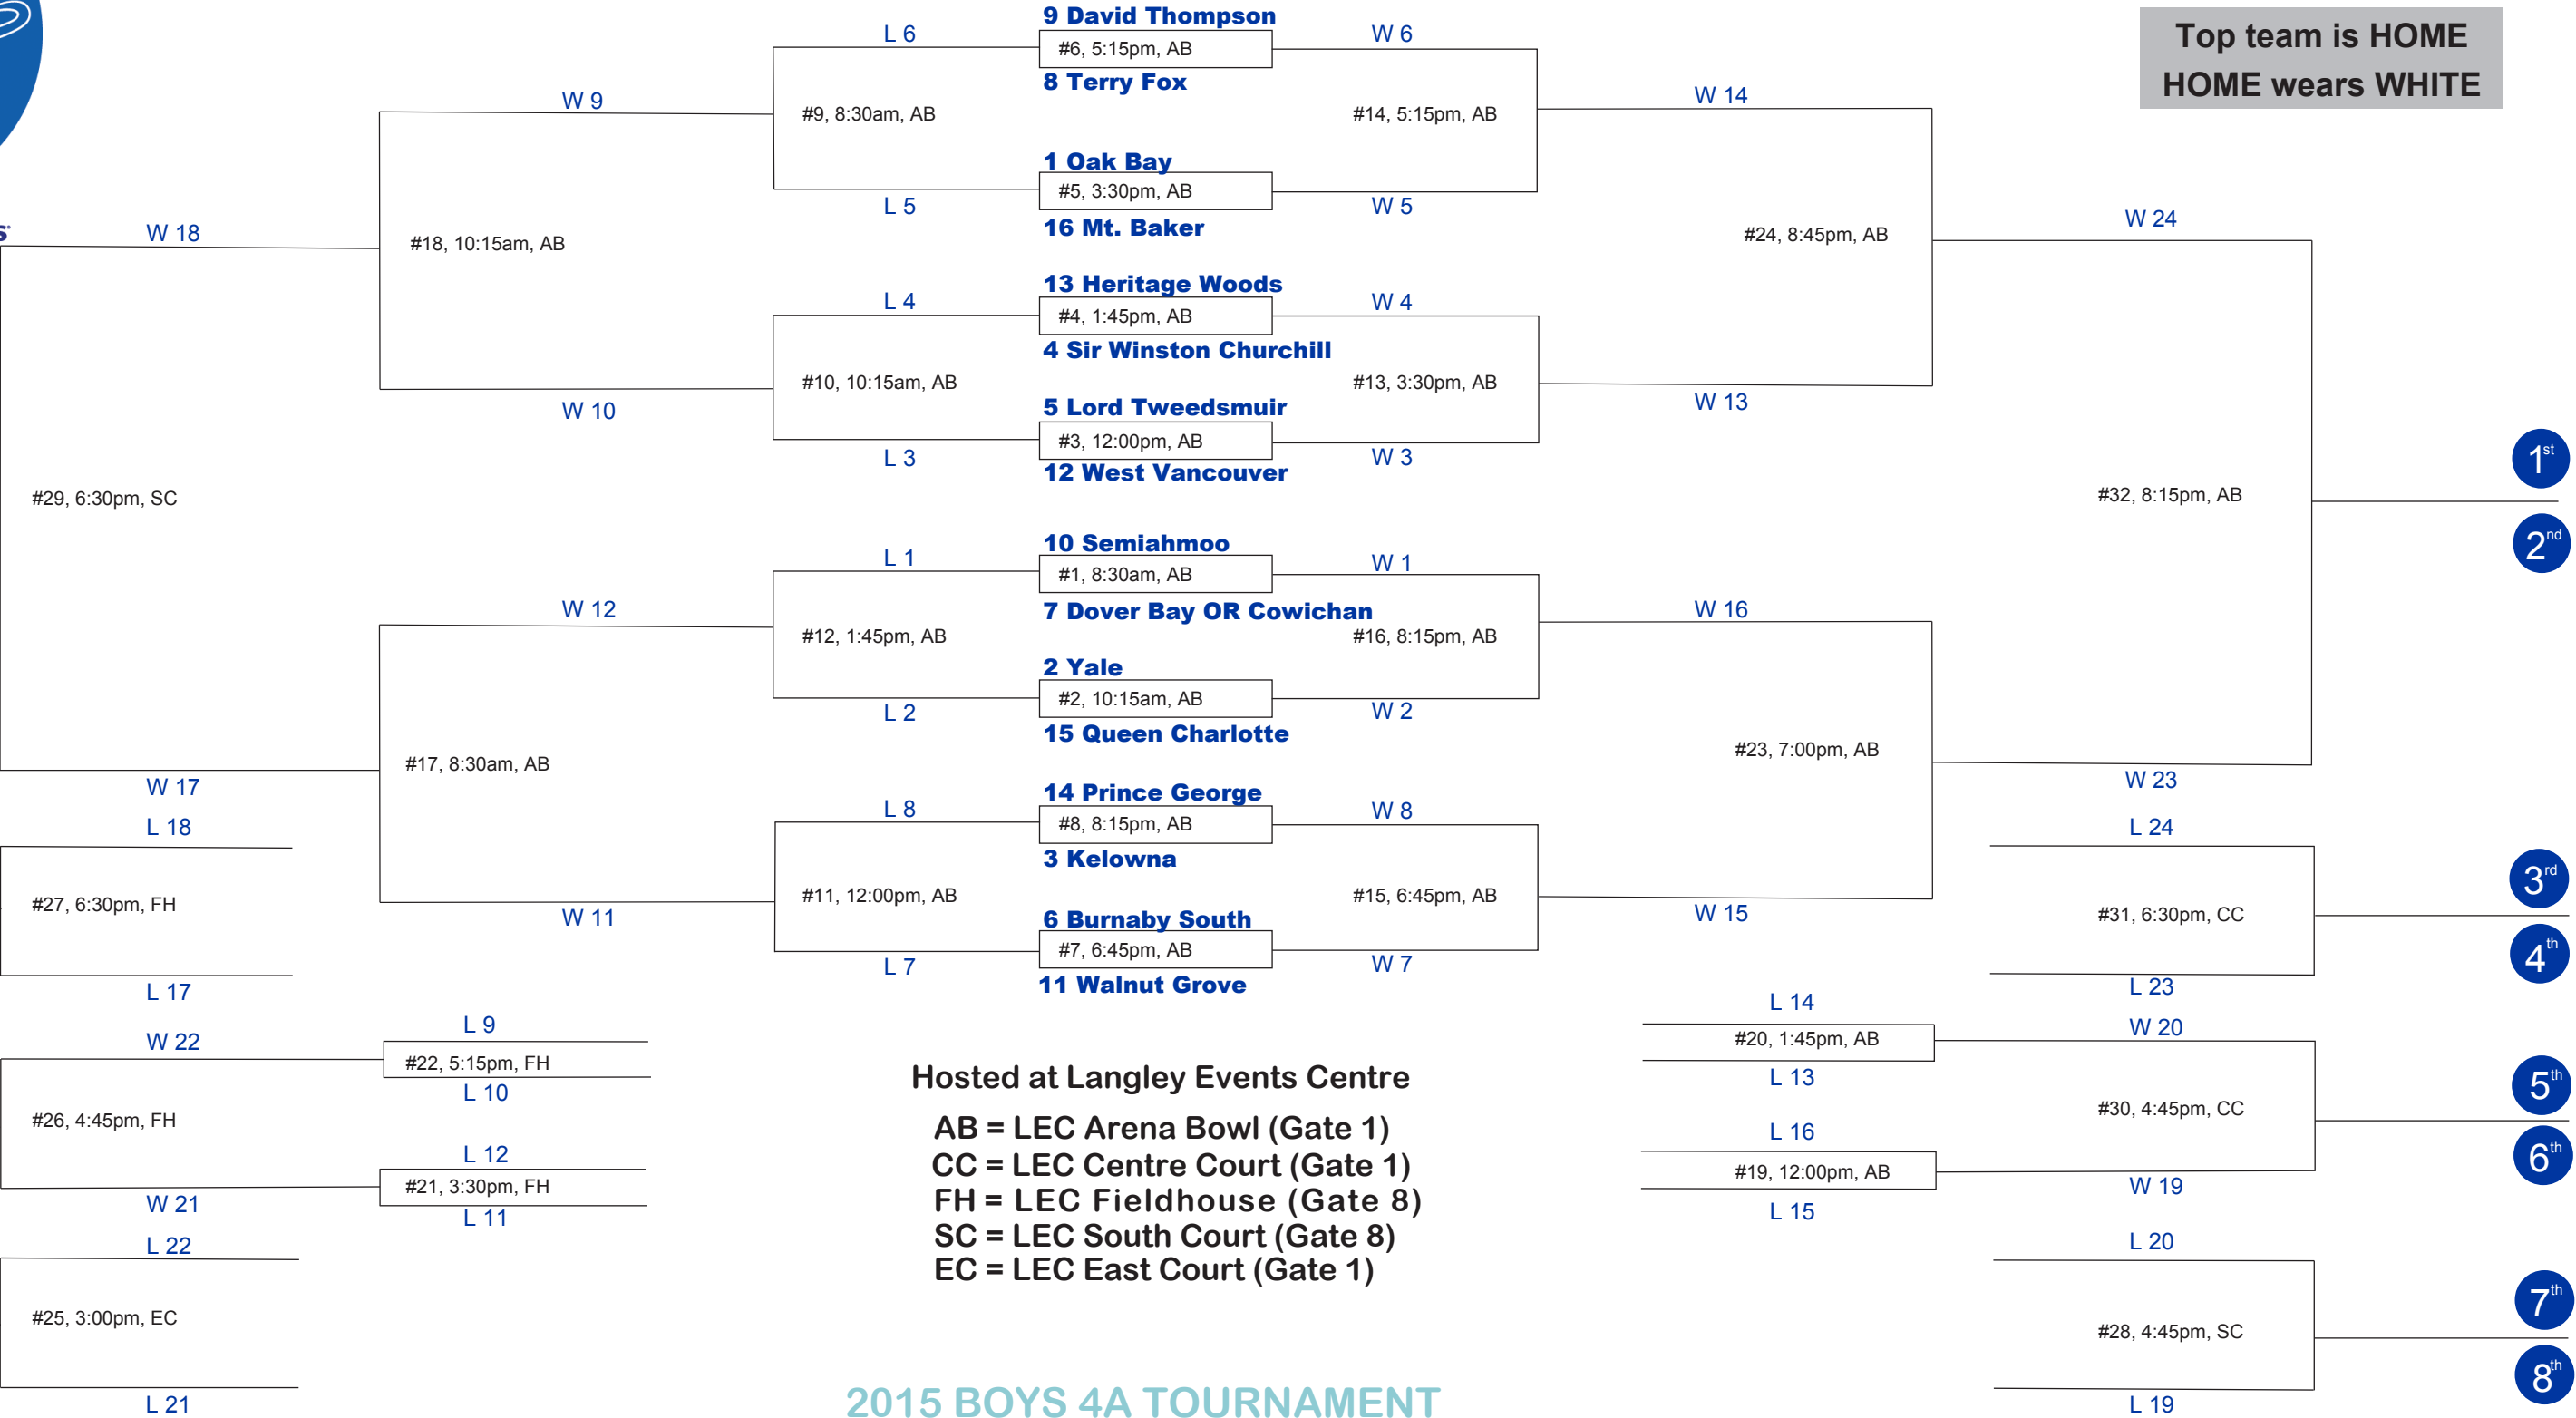 Top team is HOME
HOME wears WHITE
9 David Thompson
L 6
#6, 5:15pm, AB
W 6
8 Terry Fox
W 9
#9, 8:30am, AB
#14, 5:15pm, AB
W 14
1 Oak Bay
#5, 3:30pm, AB
L 5
W 5
16 Mt. Baker
W 18
#18, 10:15am, AB
#24, 8:45pm, AB
W 24
13 Heritage Woods
L 4
#4, 1:45pm, AB
W 4
4 Sir Winston Churchill
#10, 10:15am, AB
#13, 3:30pm, AB
W 10
W 13
5 Lord Tweedsmuir
#3, 12:00pm, AB
L 3
W 3
12 West Vancouver
#29, 6:30pm, SC
#32, 8:15pm, AB
1st
2nd
10 Semiahmoo
L 1
#1, 8:30am, AB
W 1
7 Dover Bay OR Cowichan
W 12
#12, 1:45pm, AB
#16, 8:15pm, AB
W 16
2 Yale
#2, 10:15am, AB
L 2
W 2
15 Queen Charlotte
#17, 8:30am, AB
#23, 7:00pm, AB
W 17
W 23
14 Prince George
L 8
#8, 8:15pm, AB
W 8
3 Kelowna
L 18
#27, 6:30pm, FH
L 17
W 11
#11, 12:00pm, AB
#15, 6:45pm, AB
W 15
6 Burnaby South
#7, 6:45pm, AB
L 7
W 7
11 Walnut Grove
L 24
#31, 6:30pm, CC
L 23
3rd
4th
W 22
#26, 4:45pm, FH
W 21
L 9
#22, 5:15pm, FH
L 10
L 12
#21, 3:30pm, FH
L 11
L 22
#25, 3:00pm, EC
L 21
Hosted at Langley Events Centre
AB = LEC Arena Bowl (Gate 1)
CC = LEC Centre Court (Gate 1)
FH = LEC Fieldhouse (Gate 8)
SC = LEC South Court (Gate 8)
EC = LEC East Court (Gate 1)
L 14
#20, 1:45pm, AB
L 13
L 16
#19, 12:00pm, AB
L 15
W 20
#30, 4:45pm, CC
W 19
5th
6th
L 20
#28, 4:45pm, SC
L 19
7th
8th
2015 BOYS 4A TOURNAMENT